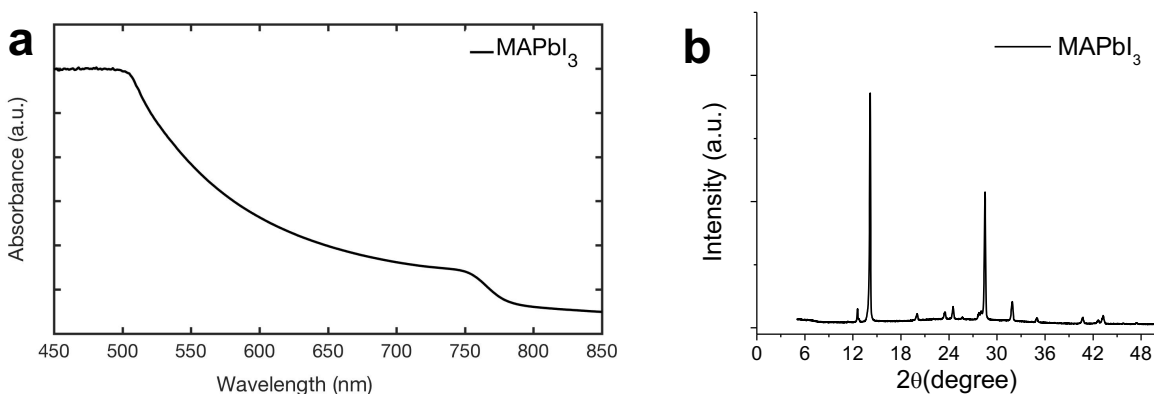 a
MAPbI3
Absorbance (a.u.)
450 500 550 600 650 700 750 800 850
Wavelength (nm)
b
MAPbI3
Intensity (a.u.)
0 6 12 18 24 30 36 42 48
2θ(degree)